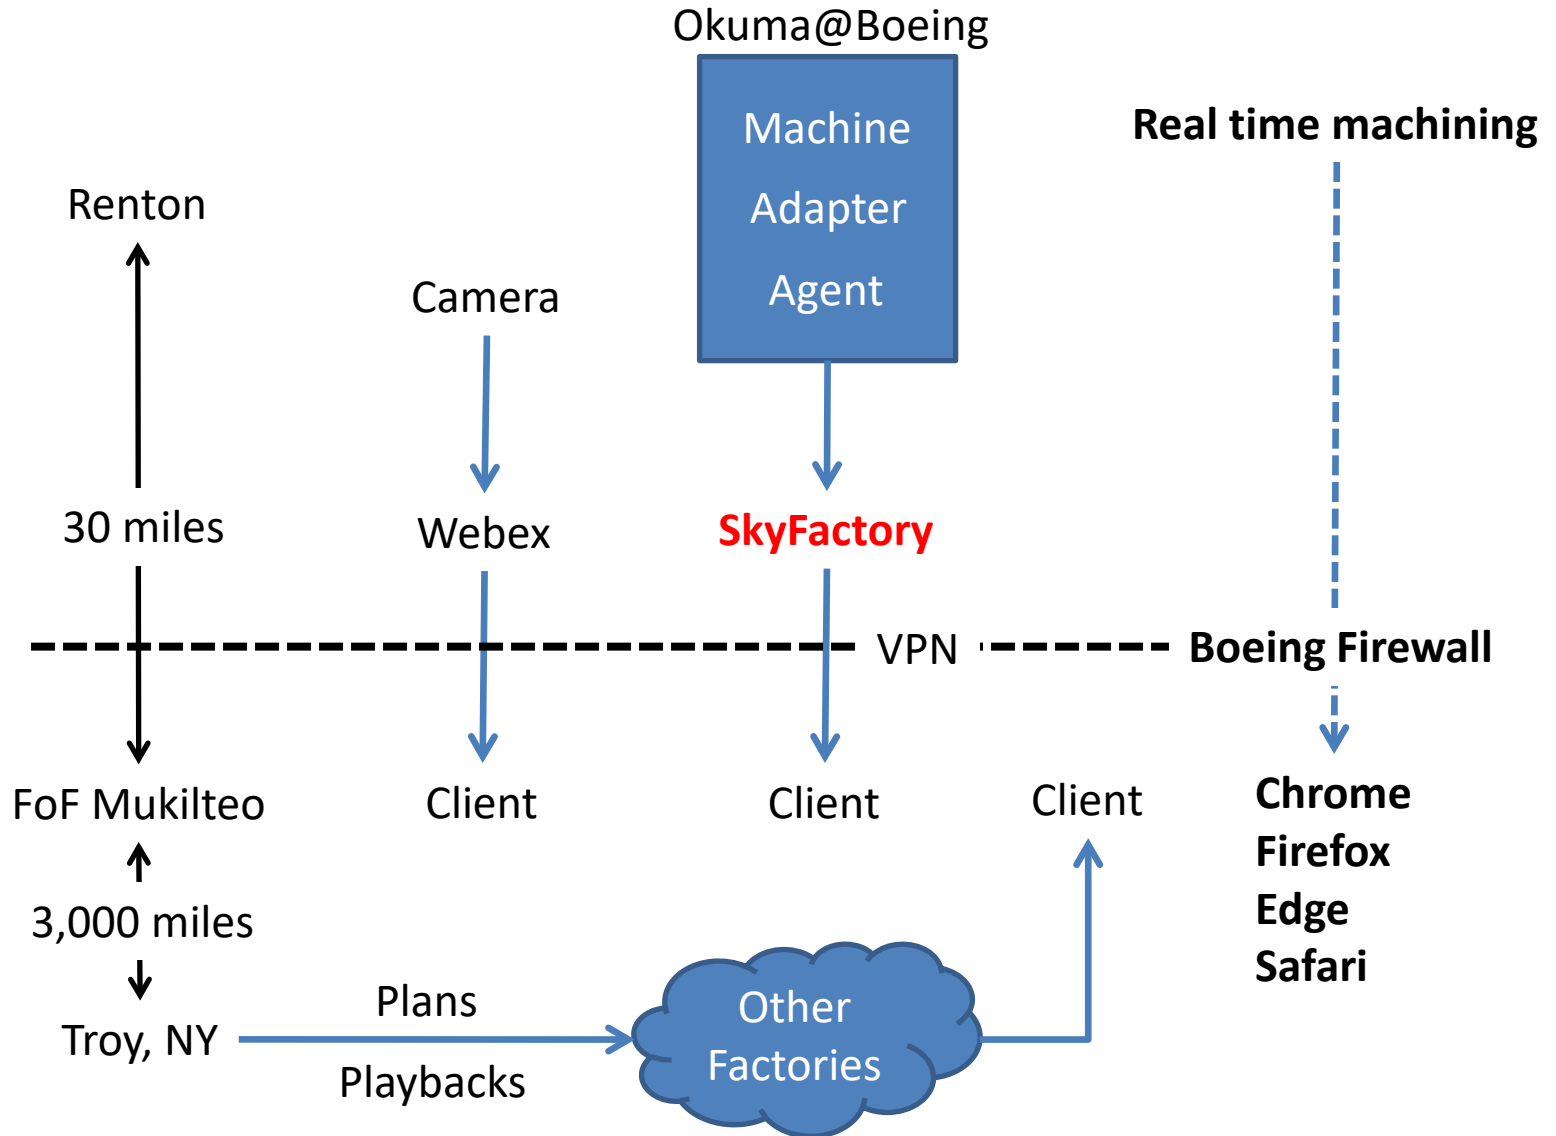 Okuma@Boeing
Machine
Adapter
Agent
Real time machining
Renton
Camera
30 miles
Webex
SkyFactory
VPN
Boeing Firewall
FoF Mukilteo
Client
Client
Client
Chrome
Firefox
Edge
Safari
3,000 miles
Troy, NY
Plans
Playbacks
Other
Factories